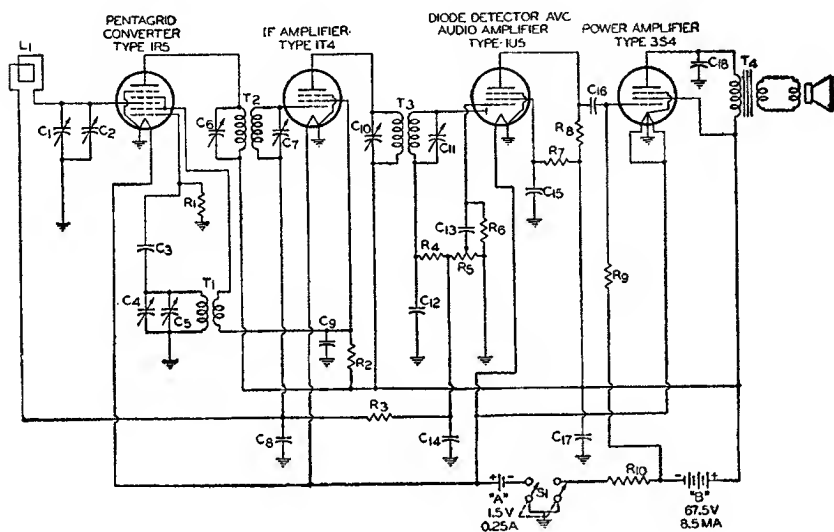 PENTAGRID
CONVERTER
TYPE 1R5
IF AMPLIFIER
TYPE 1T4
DIODE DETECTOR AVC
AUDIO AMPLIFIER
TYPE-1U5
POWER AMPLIFIER
TYPE 3S4
L1
C1
C2
R1
C3
C4
C5
T1
C6
T2
C7
C8
C9
R2
R3
C10
T3
C11
R4
C12
C13
R5
R6
C14
C15
R7
R8
C16
C17
R9
C18
T4
R10
S1
+ -
"A"
1.5V
0.25A
- +
"B"
67.5V
8.5MA